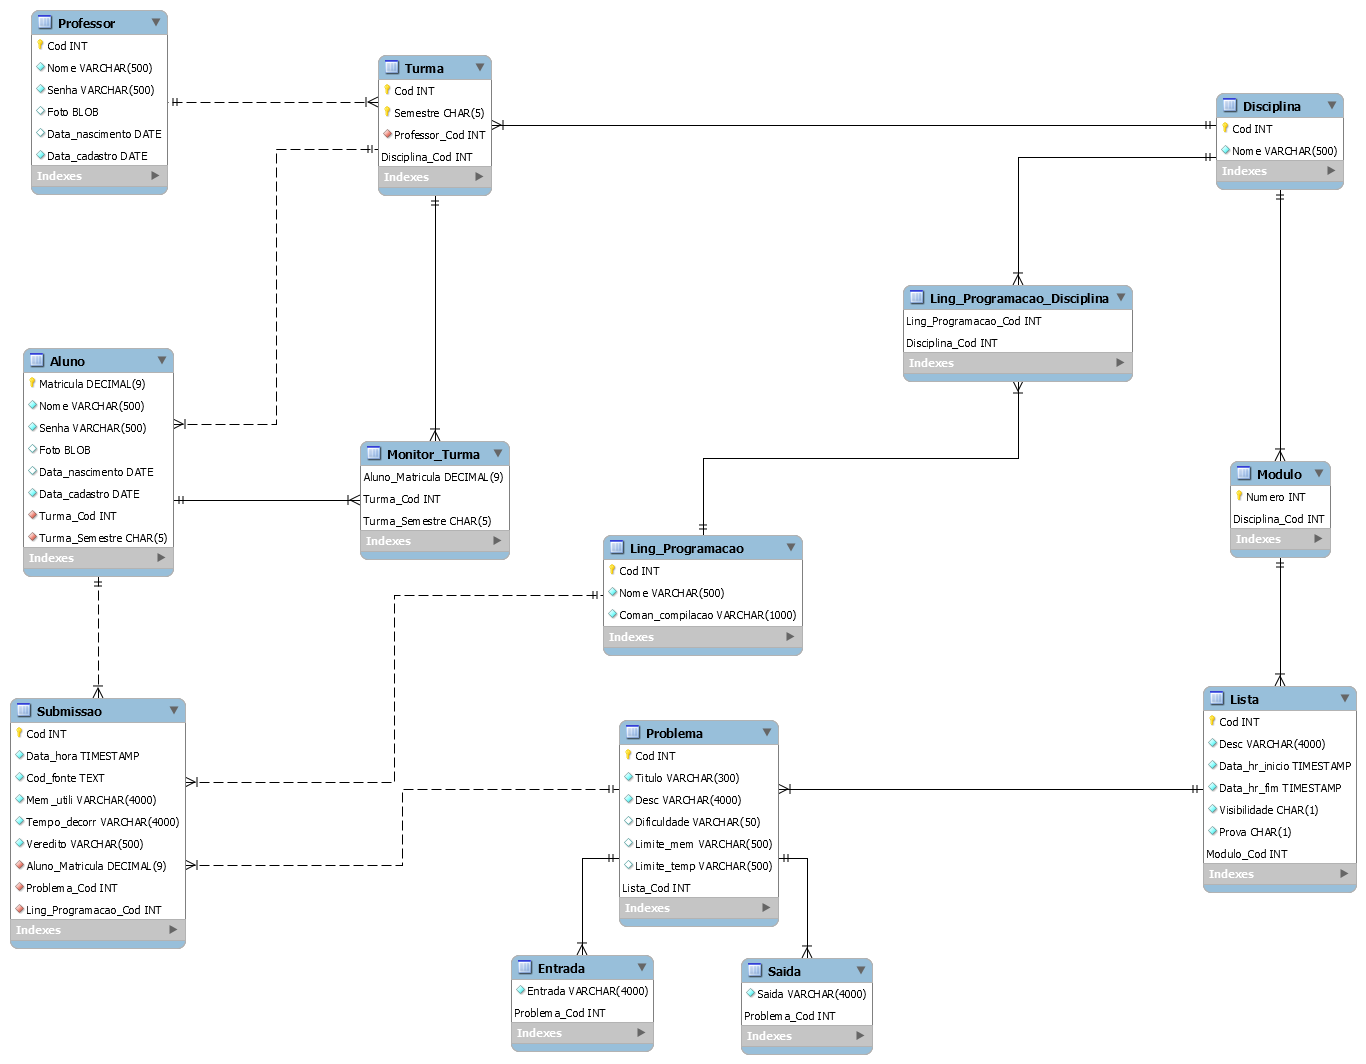 Professor
Cod INT
Nome VARCHAR(500)
Senha VARCHAR(500)
Foto BLOB
Data_nascimento DATE
Data_cadastro DATE
Indexes
Turma
Cod INT
Semestre CHAR(5)
Professor_Cod INT
Disciplina_Cod INT
Indexes
Disciplina
Cod INT
Nome VARCHAR(500)
Indexes
Ling_Programacao_Disciplina
Ling_Programacao_Cod INT
Disciplina_Cod INT
Indexes
Aluno
Matricula DECIMAL(9)
Nome VARCHAR(500)
Senha VARCHAR(500)
Foto BLOB
Data_nascimento DATE
Data_cadastro DATE
Turma_Cod INT
Turma_Semestre CHAR(5)
Indexes
Monitor_Turma
Aluno_Matricula DECIMAL(9)
Turma_Cod INT
Turma_Semestre CHAR(5)
Indexes
Modulo
Numero INT
Disciplina_Cod INT
Indexes
Ling_Programacao
Cod INT
Nome VARCHAR(500)
Coman_compilacao VARCHAR(1000)
Indexes
Submissao
Cod INT
Data_hora TIMESTAMP
Cod_fonte TEXT
Mem_utili VARCHAR(4000)
Tempo_decorr VARCHAR(4000)
Veredito VARCHAR(500)
Aluno_Matricula DECIMAL(9)
Problema_Cod INT
Ling_Programacao_Cod INT
Indexes
Problema
Cod INT
Titulo VARCHAR(300)
Desc VARCHAR(4000)
Dificuldade VARCHAR(50)
Limite_mem VARCHAR(500)
Limite_temp VARCHAR(500)
Lista_Cod INT
Indexes
Lista
Cod INT
Desc VARCHAR(4000)
Data_hr_inicio TIMESTAMP
Data_hr_fim TIMESTAMP
Visibilidade CHAR(1)
Prova CHAR(1)
Modulo_Cod INT
Indexes
Entrada
Entrada VARCHAR(4000)
Problema_Cod INT
Indexes
Saida
Saida VARCHAR(4000)
Problema_Cod INT
Indexes